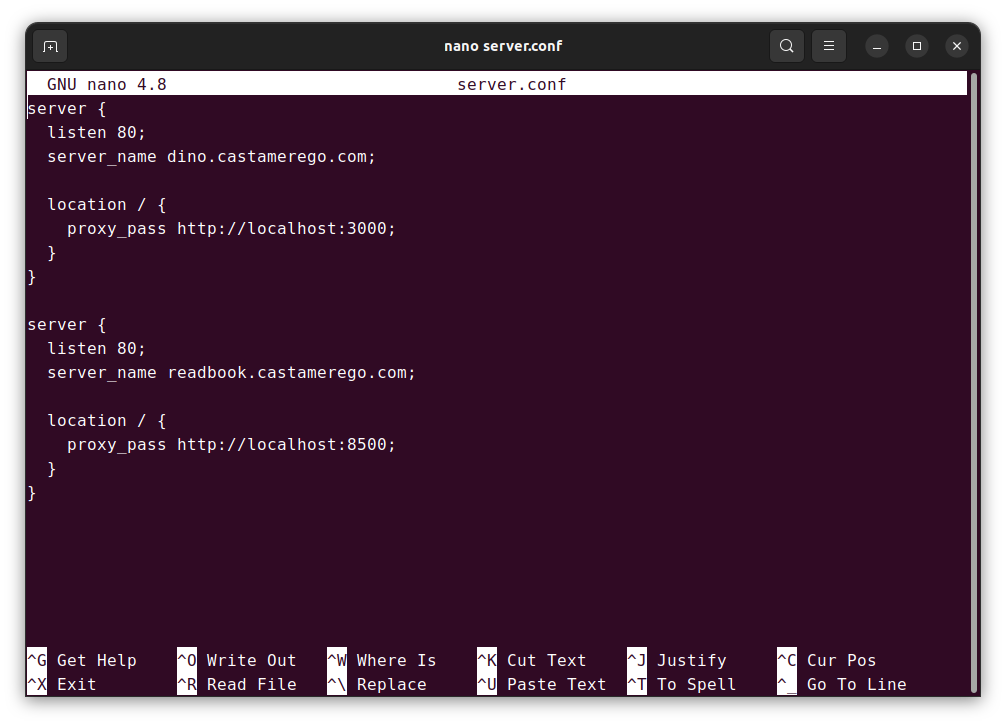 nano server.conf
GNU nano 4.8 server.conf
server {
  listen 80;
  server_name dino.castamerego.com;

  location / {
    proxy_pass http://localhost:3000;
  }
}

server {
  listen 80;
  server_name readbook.castamerego.com;

  location / {
    proxy_pass http://localhost:8500;
  }
}
^G Get Help ^O Write Out ^W Where Is ^K Cut Text ^J Justify ^C Cur Pos
^X Exit ^R Read File ^\ Replace ^U Paste Text ^T To Spell ^_ Go To Line